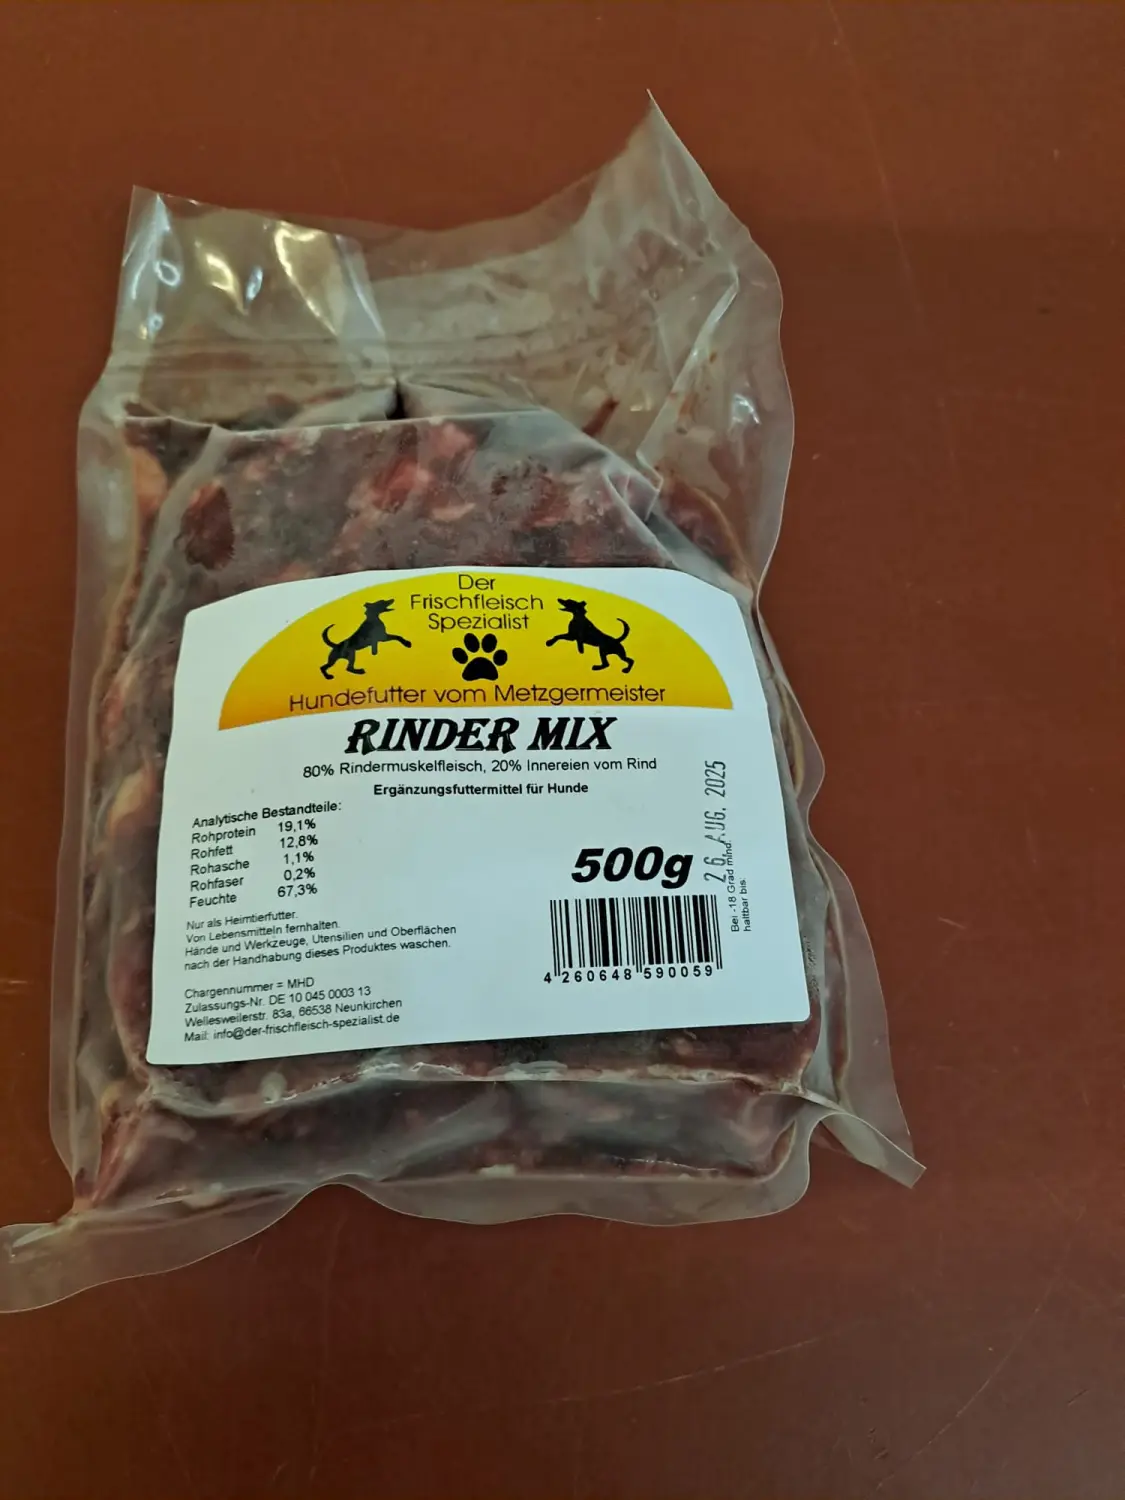 Der
Frischfleisch
Spezialist
Hundefutter vom Metzgermeister
RINDER MIX
80% Rindermuskelfleisch, 20% Innereien vom Rind
Ergänzungsfuttermittel für Hunde
Analytische Bestandteile:
Rohprotein 19,1%
Rohfett 12,8%
Rohasche 1,1%
Rohfaser 0,2%
Feuchte 67,3%
Nur als Heimtierfutter.
Von Lebensmitteln fernhalten.
Hände und Werkzeuge, Utensilien und Oberflächen
nach der Handhabung dieses Produktes waschen.
Chargennummer = MHD
Zulassungs-Nr. DE 10 045 0003 13
Wellesweilerstr. 83a, 66538 Neunkirchen
Mail: info@der-frischfleisch-spezialist.de
500g
4 260648 590059
26. AUG. 2025
Bei -18 Grad mind.
haltbar bis.